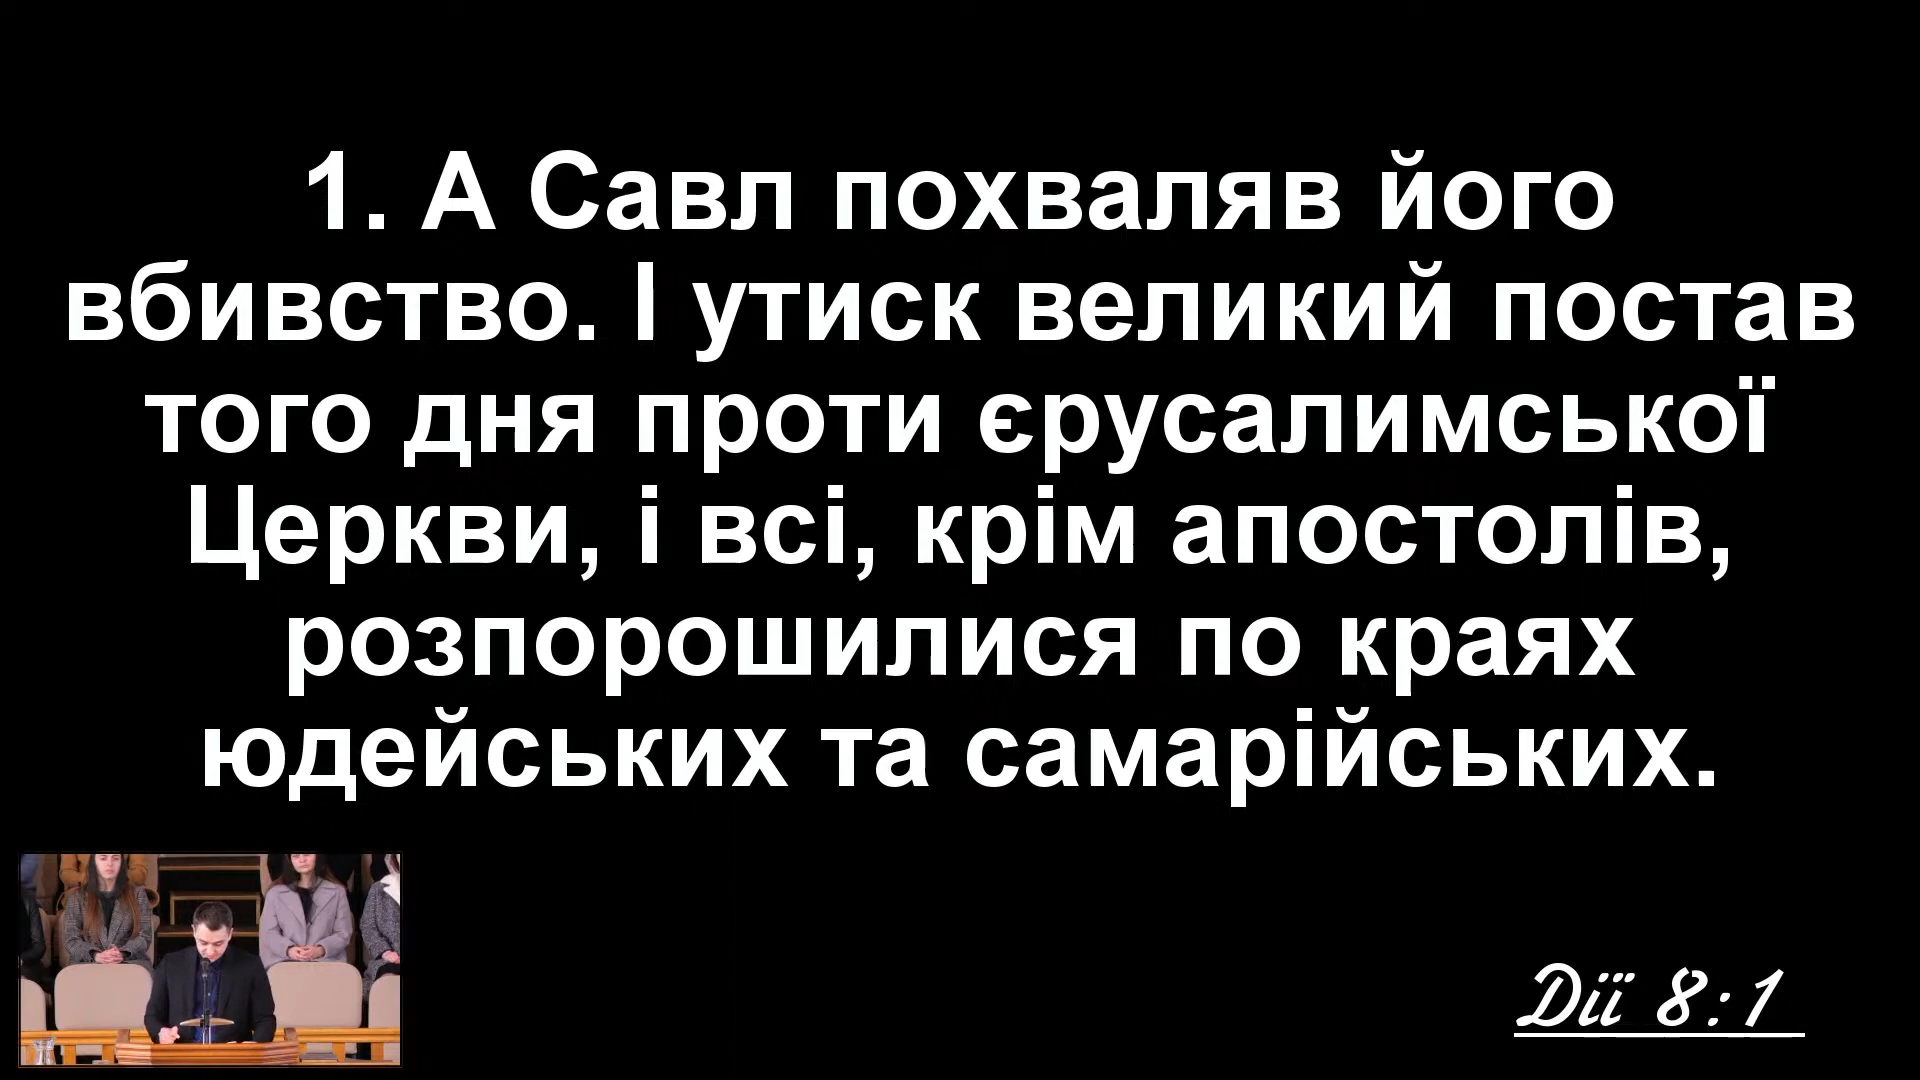 1. А Савл похваляв його
вбивство. І утиск великий постав
того дня проти єрусалимської
Церкви, і всі, крім апостолів,
розпорошилися по краях
юдейських та самарійських.
Дії 8:1